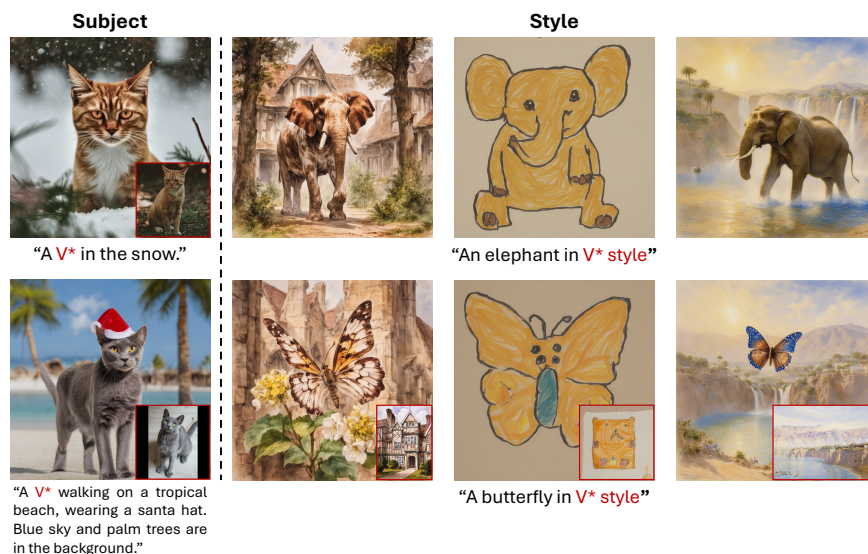 Subject
Style
“A V* in the snow.”
“An elephant in V* style”
“A V* walking on a tropical
beach, wearing a santa hat.
Blue sky and palm trees are
in the background.”
“A butterfly in V* style”